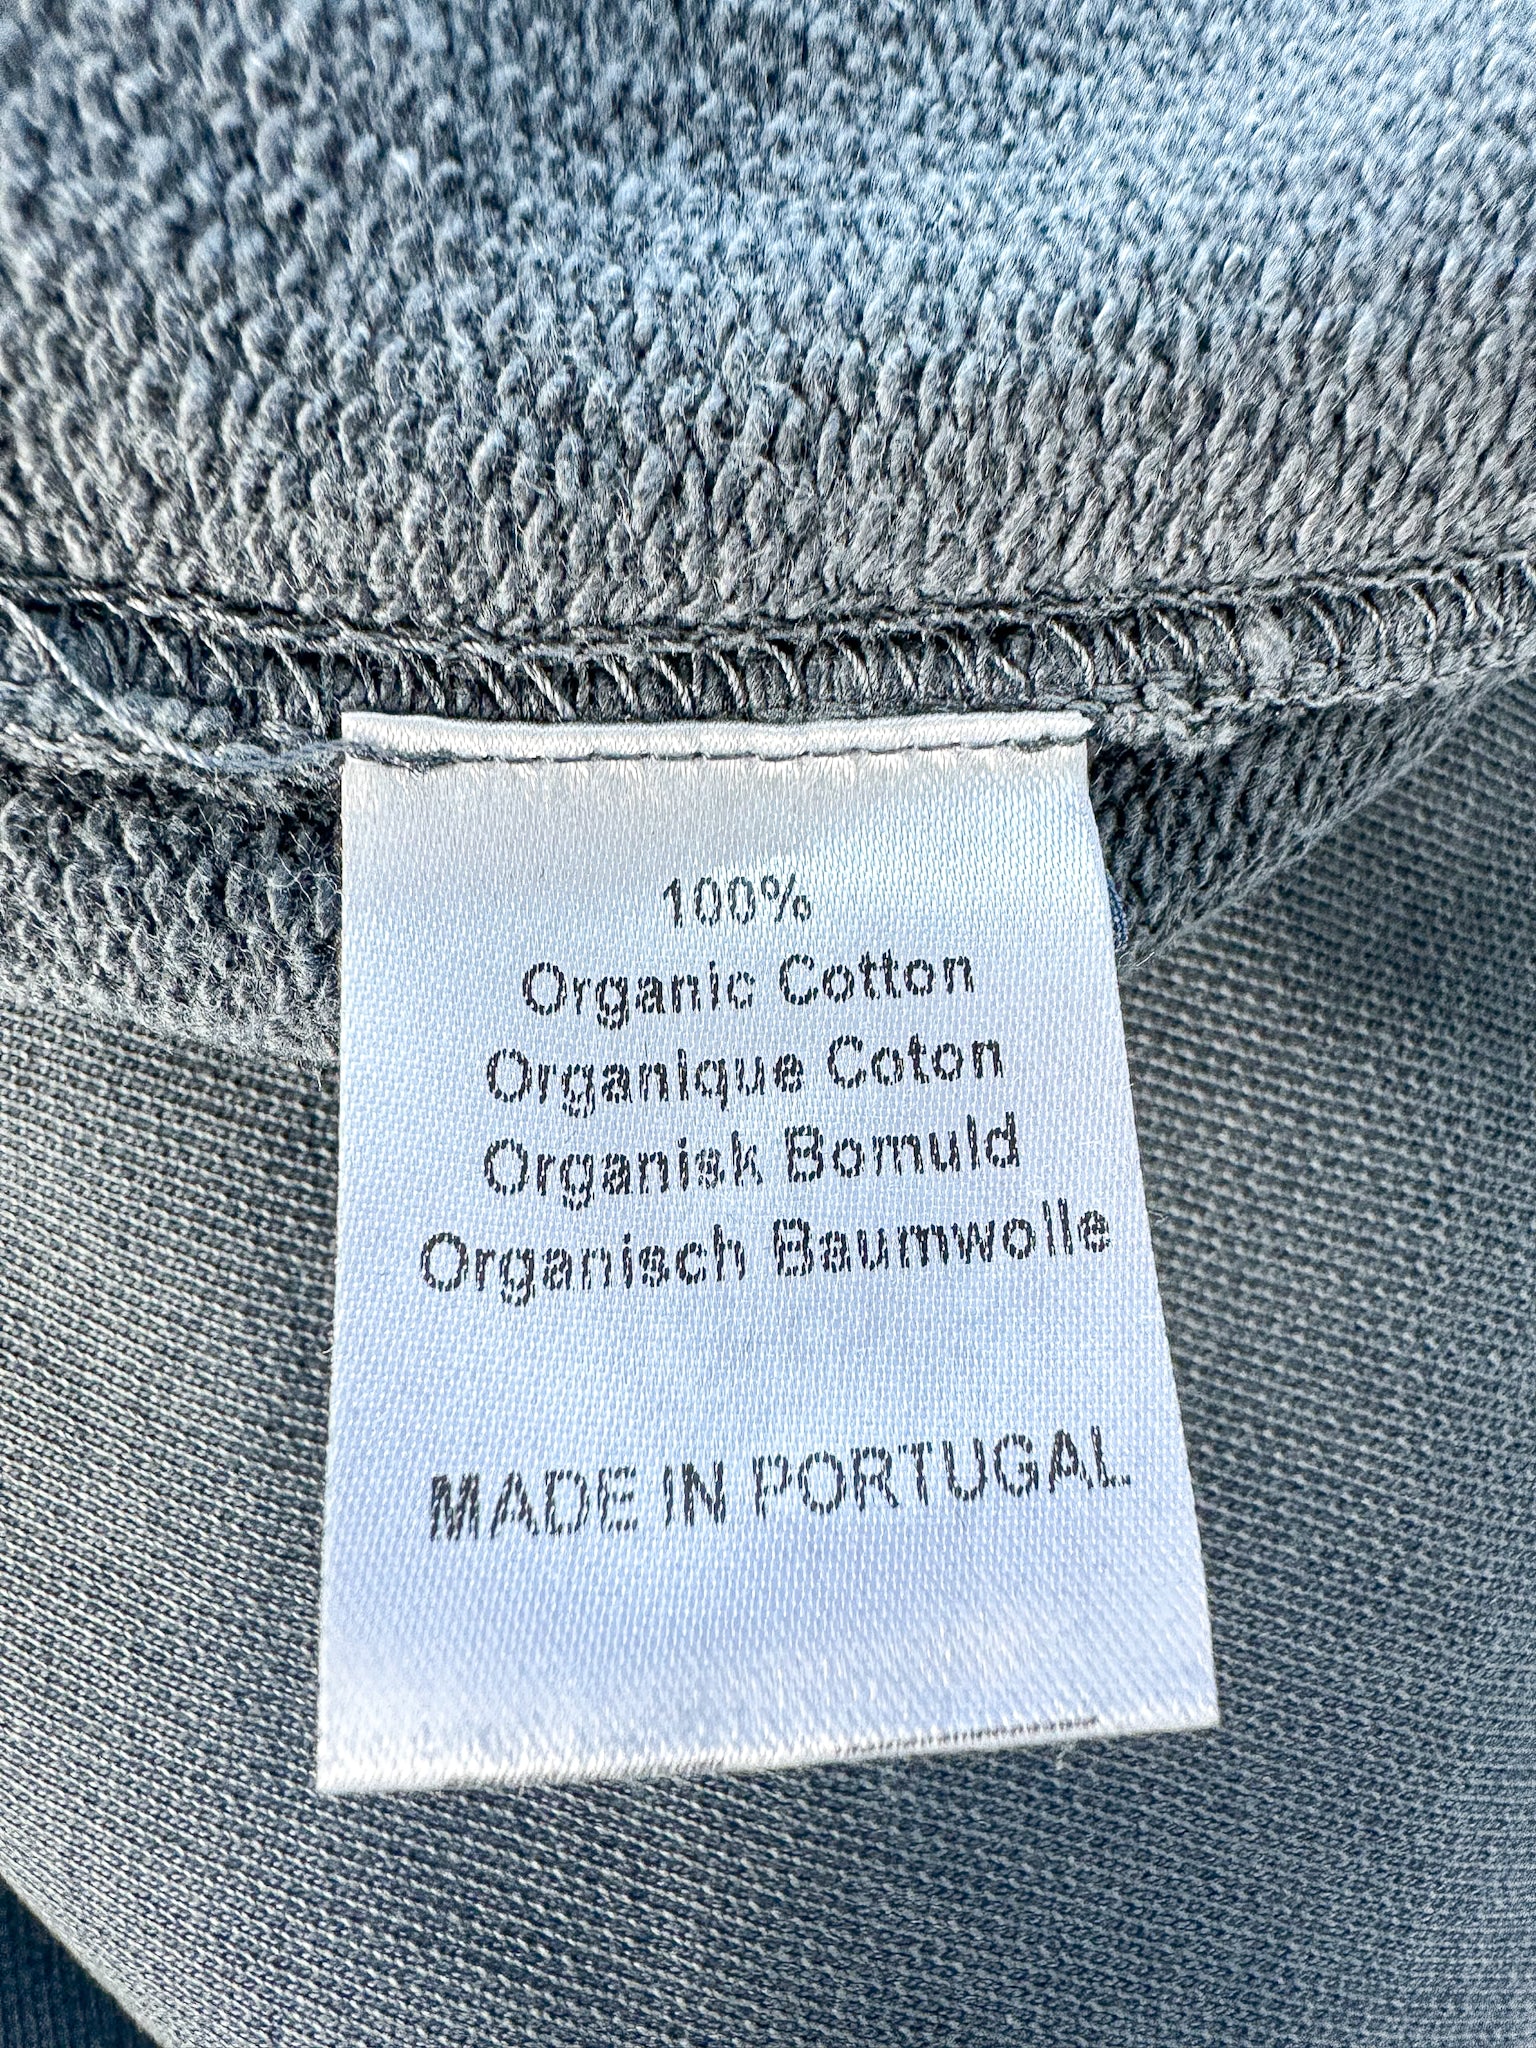 100%
Organic Cotton
Organique Coton
Organisk Bomuld
Organisch Baumwolle
MADE IN PORTUGAL